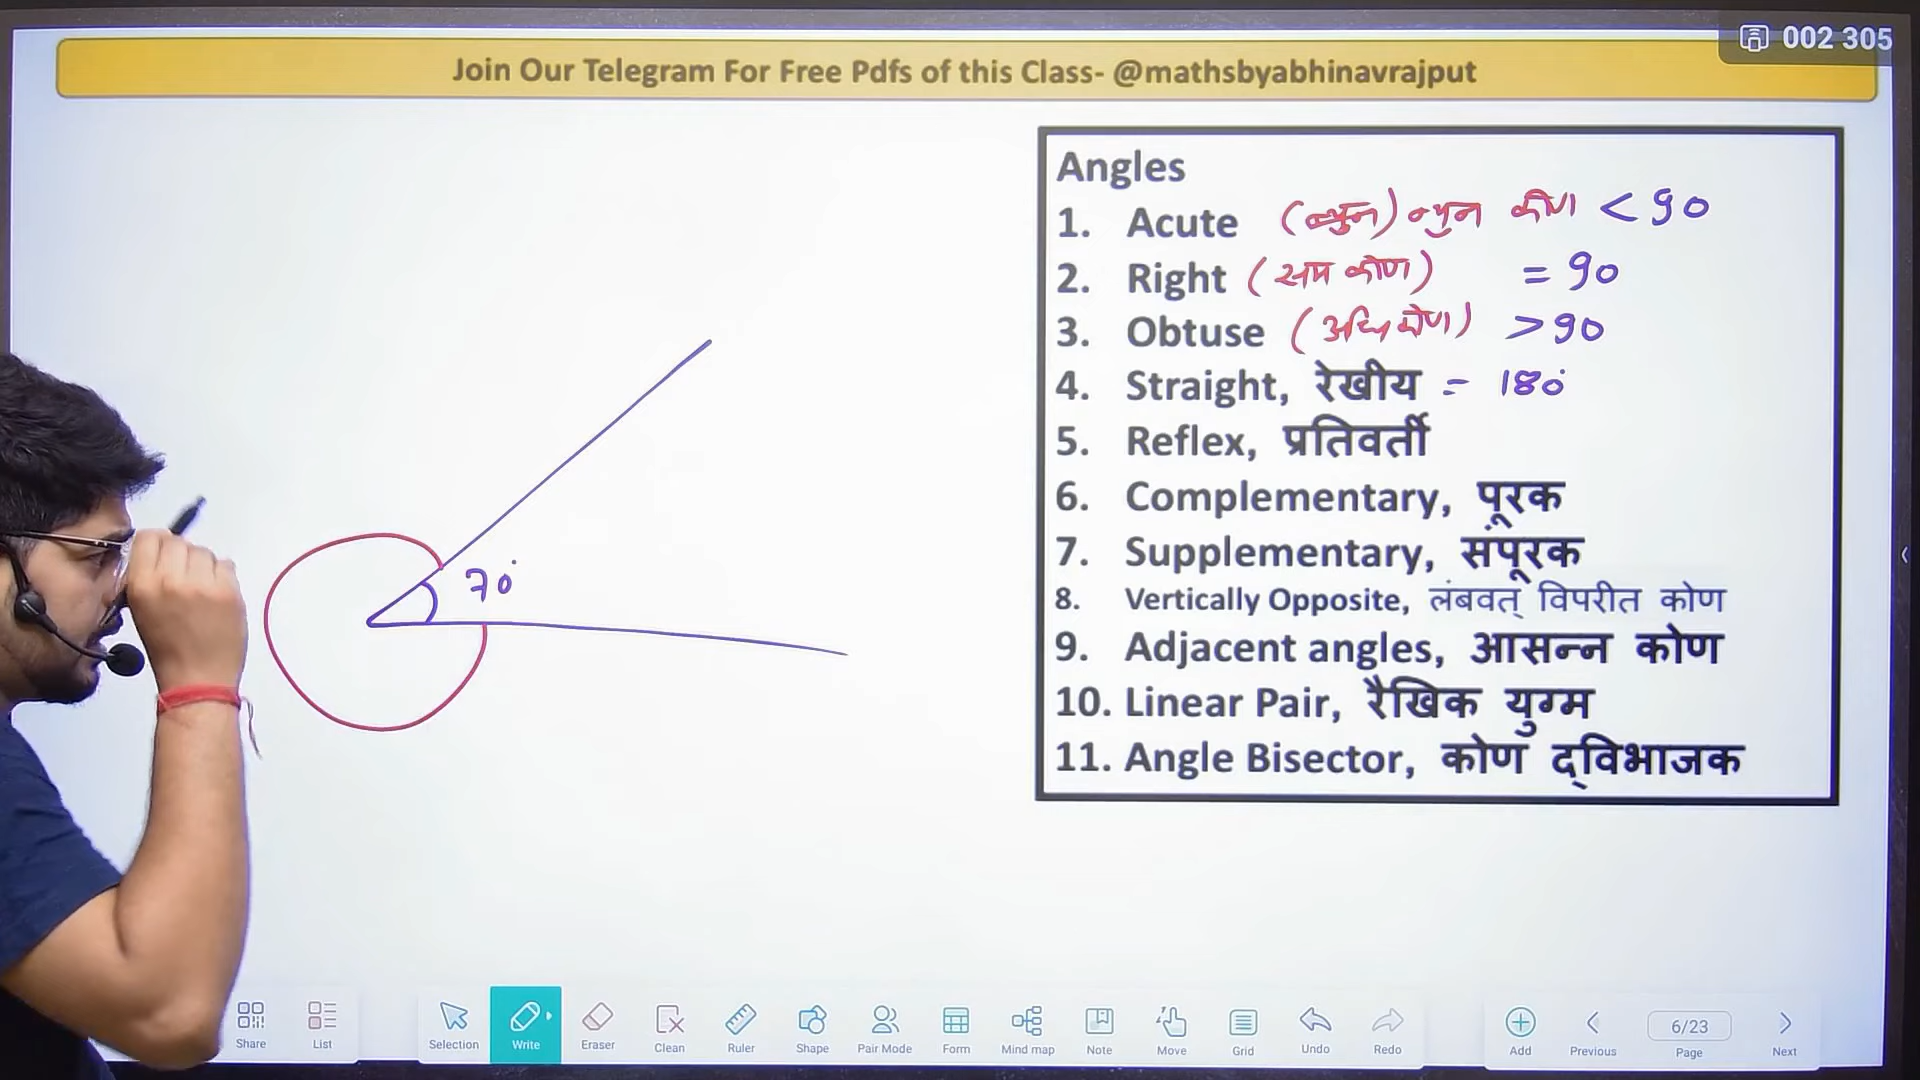 002 305
Join Our Telegram For Free Pdfs of this Class- @mathsbyabhinavrajput
Angles
1. Acute (न्युन) न्युन कोण < 90
2. Right (सम कोण) = 90
3. Obtuse (अधिकोण) > 90
4. Straight, रेखीय = 180°
5. Reflex, प्रतिवर्ती
6. Complementary, पूरक
7. Supplementary, संपूरक
8. Vertically Opposite, लंबवत् विपरीत कोण
9. Adjacent angles, आसन्न कोण
10. Linear Pair, रैखिक युग्म
11. Angle Bisector, कोण द्विभाजक
70°
Share List Selection Write Eraser Clean Ruler Shape Pair Mode Form Mind map Note Move Grid Undo Redo Add Previous 6/23 Page Next